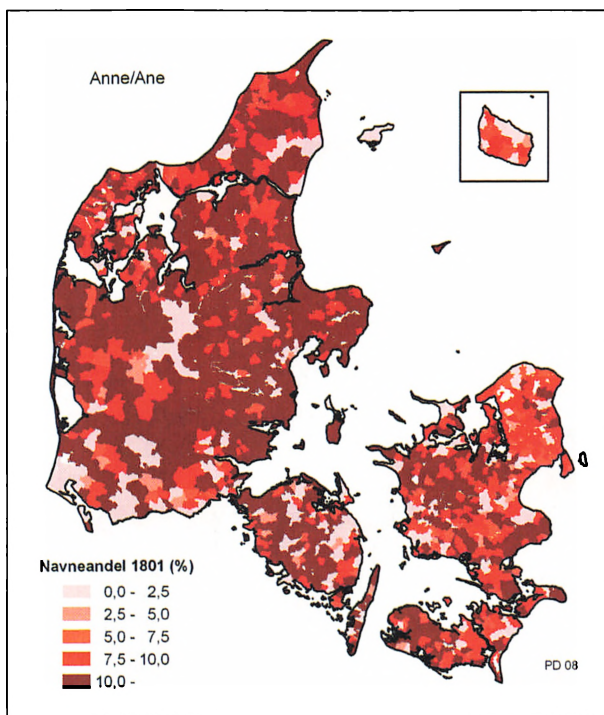 Anne/Ane
Navneandel 1801 (%)
0,0 - 2,5
2,5 - 5,0
5,0 - 7,5
7,5 - 10,0
10,0 -
PD 08